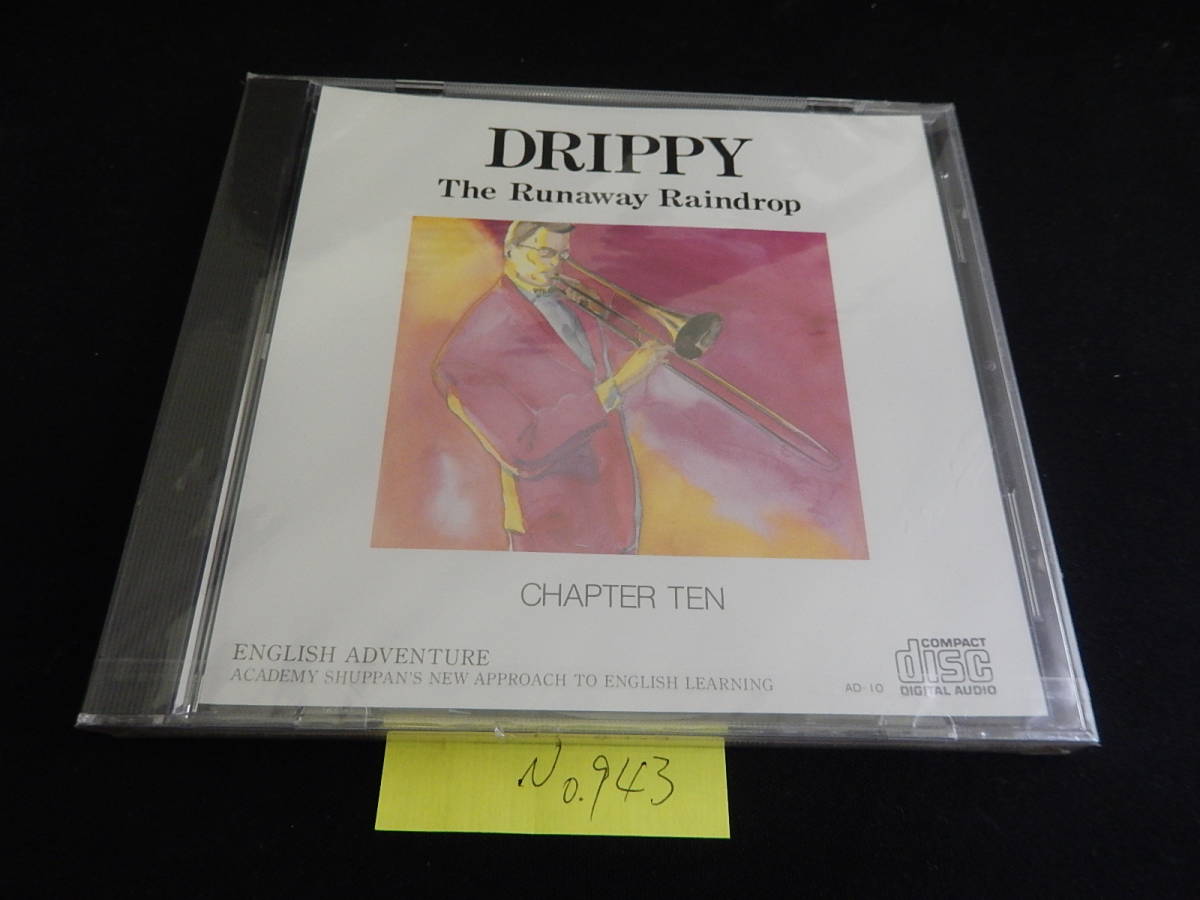 DRIPPY
The Runaway Raindrop
CHAPTER TEN
ENGLISH ADVENTURE
ACADEMY SHUPPAN'S NEW APPROACH TO ENGLISH LEARNING
AD-10
COMPACT
disc
DIGITAL AUDIO
No.943